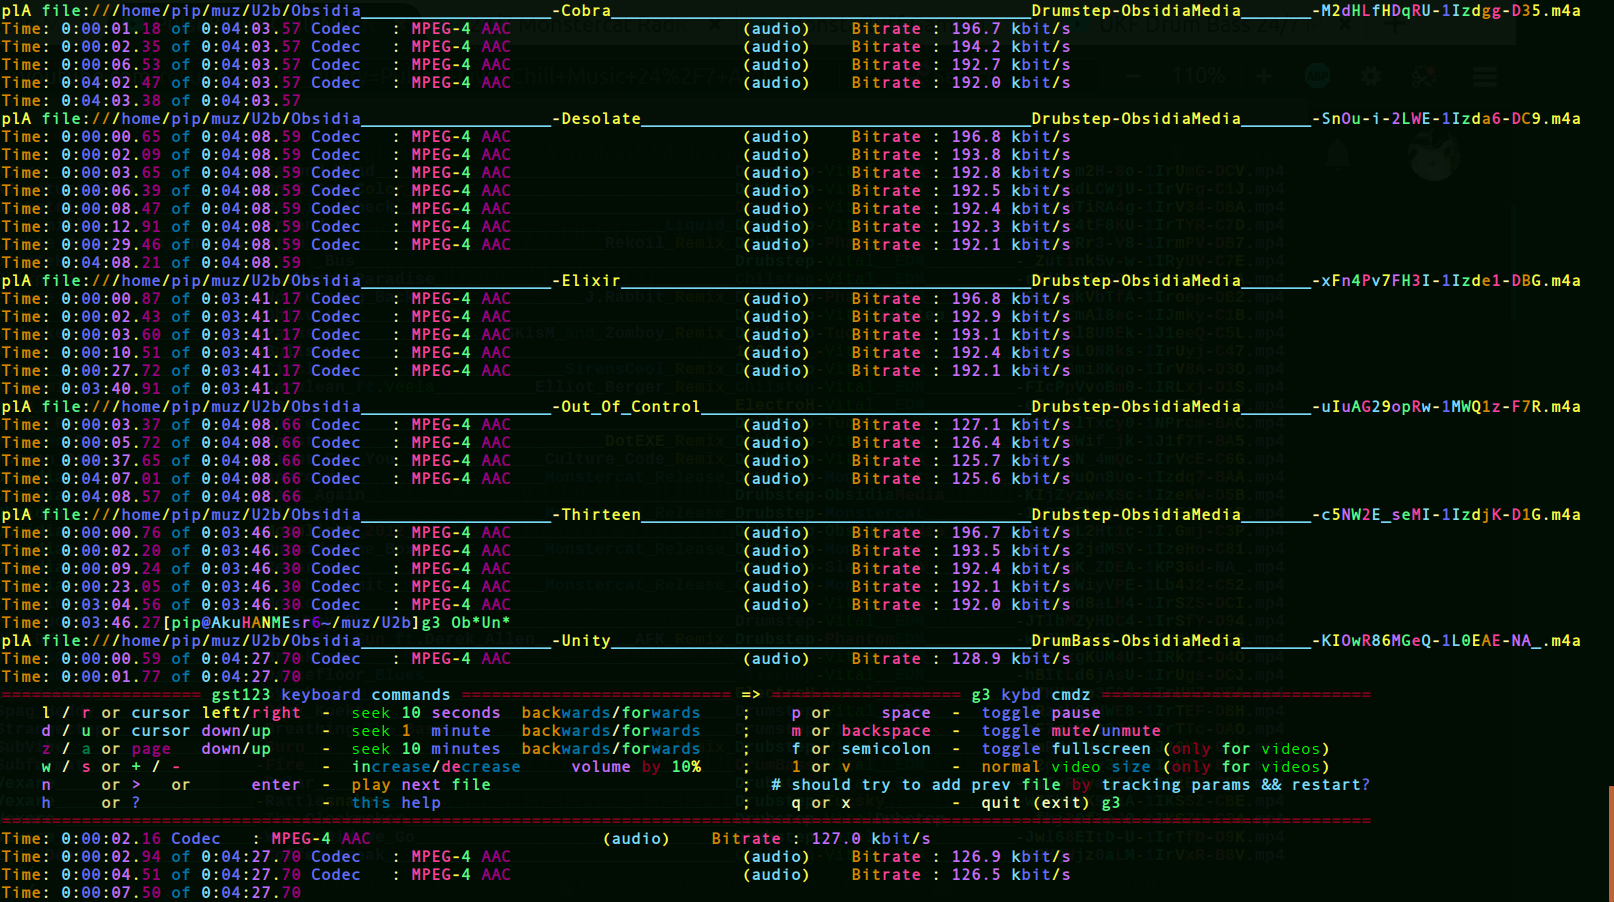 plA file:///home/pip/muz/U2b/Obsidia___________________-Cobra__________________________________________Drumstep-ObsidiaMedia_______-M2dHLfHDqRU-1Izdgg-D35.m4a
Time: 0:00:01.18 of 0:04:03.57 Codec   : MPEG-4 AAC                       (audio)    Bitrate : 196.7 kbit/s
Time: 0:00:02.35 of 0:04:03.57 Codec   : MPEG-4 AAC                       (audio)    Bitrate : 194.2 kbit/s
Time: 0:00:06.53 of 0:04:03.57 Codec   : MPEG-4 AAC                       (audio)    Bitrate : 192.7 kbit/s
Time: 0:04:02.47 of 0:04:03.57 Codec   : MPEG-4 AAC                       (audio)    Bitrate : 192.0 kbit/s
Time: 0:04:03.38 of 0:04:03.57
plA file:///home/pip/muz/U2b/Obsidia___________________-Desolate_______________________________________Drubstep-ObsidiaMedia_______-SnOu-i-2LWE-1Izda6-DC9.m4a
Time: 0:00:00.65 of 0:04:08.59 Codec   : MPEG-4 AAC                       (audio)    Bitrate : 196.8 kbit/s
Time: 0:00:02.09 of 0:04:08.59 Codec   : MPEG-4 AAC                       (audio)    Bitrate : 193.8 kbit/s
Time: 0:00:03.65 of 0:04:08.59 Codec   : MPEG-4 AAC                       (audio)    Bitrate : 192.8 kbit/s
Time: 0:00:06.39 of 0:04:08.59 Codec   : MPEG-4 AAC                       (audio)    Bitrate : 192.5 kbit/s
Time: 0:00:08.47 of 0:04:08.59 Codec   : MPEG-4 AAC                       (audio)    Bitrate : 192.4 kbit/s
Time: 0:00:12.91 of 0:04:08.59 Codec   : MPEG-4 AAC                       (audio)    Bitrate : 192.3 kbit/s
Time: 0:00:29.46 of 0:04:08.59 Codec   : MPEG-4 AAC                       (audio)    Bitrate : 192.1 kbit/s
Time: 0:04:08.21 of 0:04:08.59
plA file:///home/pip/muz/U2b/Obsidia___________________-Elixir_________________________________________Drubstep-ObsidiaMedia_______-xFn4Pv7FH3I-1Izde1-DBG.m4a
Time: 0:00:00.87 of 0:03:41.17 Codec   : MPEG-4 AAC                       (audio)    Bitrate : 196.8 kbit/s
Time: 0:00:02.43 of 0:03:41.17 Codec   : MPEG-4 AAC                       (audio)    Bitrate : 192.9 kbit/s
Time: 0:00:03.60 of 0:03:41.17 Codec   : MPEG-4 AAC                       (audio)    Bitrate : 193.1 kbit/s
Time: 0:00:10.51 of 0:03:41.17 Codec   : MPEG-4 AAC                       (audio)    Bitrate : 192.4 kbit/s
Time: 0:00:27.72 of 0:03:41.17 Codec   : MPEG-4 AAC                       (audio)    Bitrate : 192.1 kbit/s
Time: 0:03:40.91 of 0:03:41.17
plA file:///home/pip/muz/U2b/Obsidia___________________-Out_Of_Control_________________________________Drubstep-ObsidiaMedia_______-uIuAG29opRw-1MWQ1z-F7R.m4a
Time: 0:00:03.37 of 0:04:08.66 Codec   : MPEG-4 AAC                       (audio)    Bitrate : 127.1 kbit/s
Time: 0:00:05.72 of 0:04:08.66 Codec   : MPEG-4 AAC                       (audio)    Bitrate : 126.4 kbit/s
Time: 0:00:37.65 of 0:04:08.66 Codec   : MPEG-4 AAC                       (audio)    Bitrate : 125.7 kbit/s
Time: 0:04:07.01 of 0:04:08.66 Codec   : MPEG-4 AAC                       (audio)    Bitrate : 125.6 kbit/s
Time: 0:04:08.57 of 0:04:08.66
plA file:///home/pip/muz/U2b/Obsidia___________________-Thirteen_______________________________________Drubstep-ObsidiaMedia_______-c5NW2E_seMI-1IzdjK-D1G.m4a
Time: 0:00:00.76 of 0:03:46.30 Codec   : MPEG-4 AAC                       (audio)    Bitrate : 196.7 kbit/s
Time: 0:00:02.20 of 0:03:46.30 Codec   : MPEG-4 AAC                       (audio)    Bitrate : 193.5 kbit/s
Time: 0:00:09.24 of 0:03:46.30 Codec   : MPEG-4 AAC                       (audio)    Bitrate : 192.4 kbit/s
Time: 0:00:23.05 of 0:03:46.30 Codec   : MPEG-4 AAC                       (audio)    Bitrate : 192.1 kbit/s
Time: 0:03:04.56 of 0:03:46.30 Codec   : MPEG-4 AAC                       (audio)    Bitrate : 192.0 kbit/s
Time: 0:03:46.27[pip@AkuHANMEsr6~/muz/U2b]g3 Ob*Un*
plA file:///home/pip/muz/U2b/Obsidia___________________-Unity__________________________________________DrumBass-ObsidiaMedia_______-KIOwR86MGeQ-1L0EAE-NA_.m4a
Time: 0:00:00.59 of 0:04:27.70 Codec   : MPEG-4 AAC                       (audio)    Bitrate : 128.9 kbit/s
Time: 0:00:01.77 of 0:04:27.70
==================== gst123 keyboard commands =========================== => ==================== g3 kybd cmdz ===========================
    l / r or cursor left/right  -  seek 10 seconds  backwards/forwards    ;    p or     space  -  toggle pause
    d / u or cursor down/up     -  seek 1  minute   backwards/forwards    ;    m or backspace  -  toggle mute/unmute
    z / a or page   down/up     -  seek 10 minutes  backwards/forwards    ;    f or semicolon  -  toggle fullscreen (only for videos)
    w / s or + / -              -  increase/decrease     volume by 10%    ;    1 or v          -  normal video size (only for videos)
    n     or >   or      enter  -  play next file                         ;  # should try to add prev file by tracking params && restart?
    h     or ?                  -  this help                              ;    q or x          -  quit (exit) g3
=========================================================================================================================================
Time: 0:00:02.16 Codec   : MPEG-4 AAC                       (audio)    Bitrate : 127.0 kbit/s
Time: 0:00:02.94 of 0:04:27.70 Codec   : MPEG-4 AAC                       (audio)    Bitrate : 126.9 kbit/s
Time: 0:00:04.51 of 0:04:27.70 Codec   : MPEG-4 AAC                       (audio)    Bitrate : 126.5 kbit/s
Time: 0:00:07.50 of 0:04:27.70